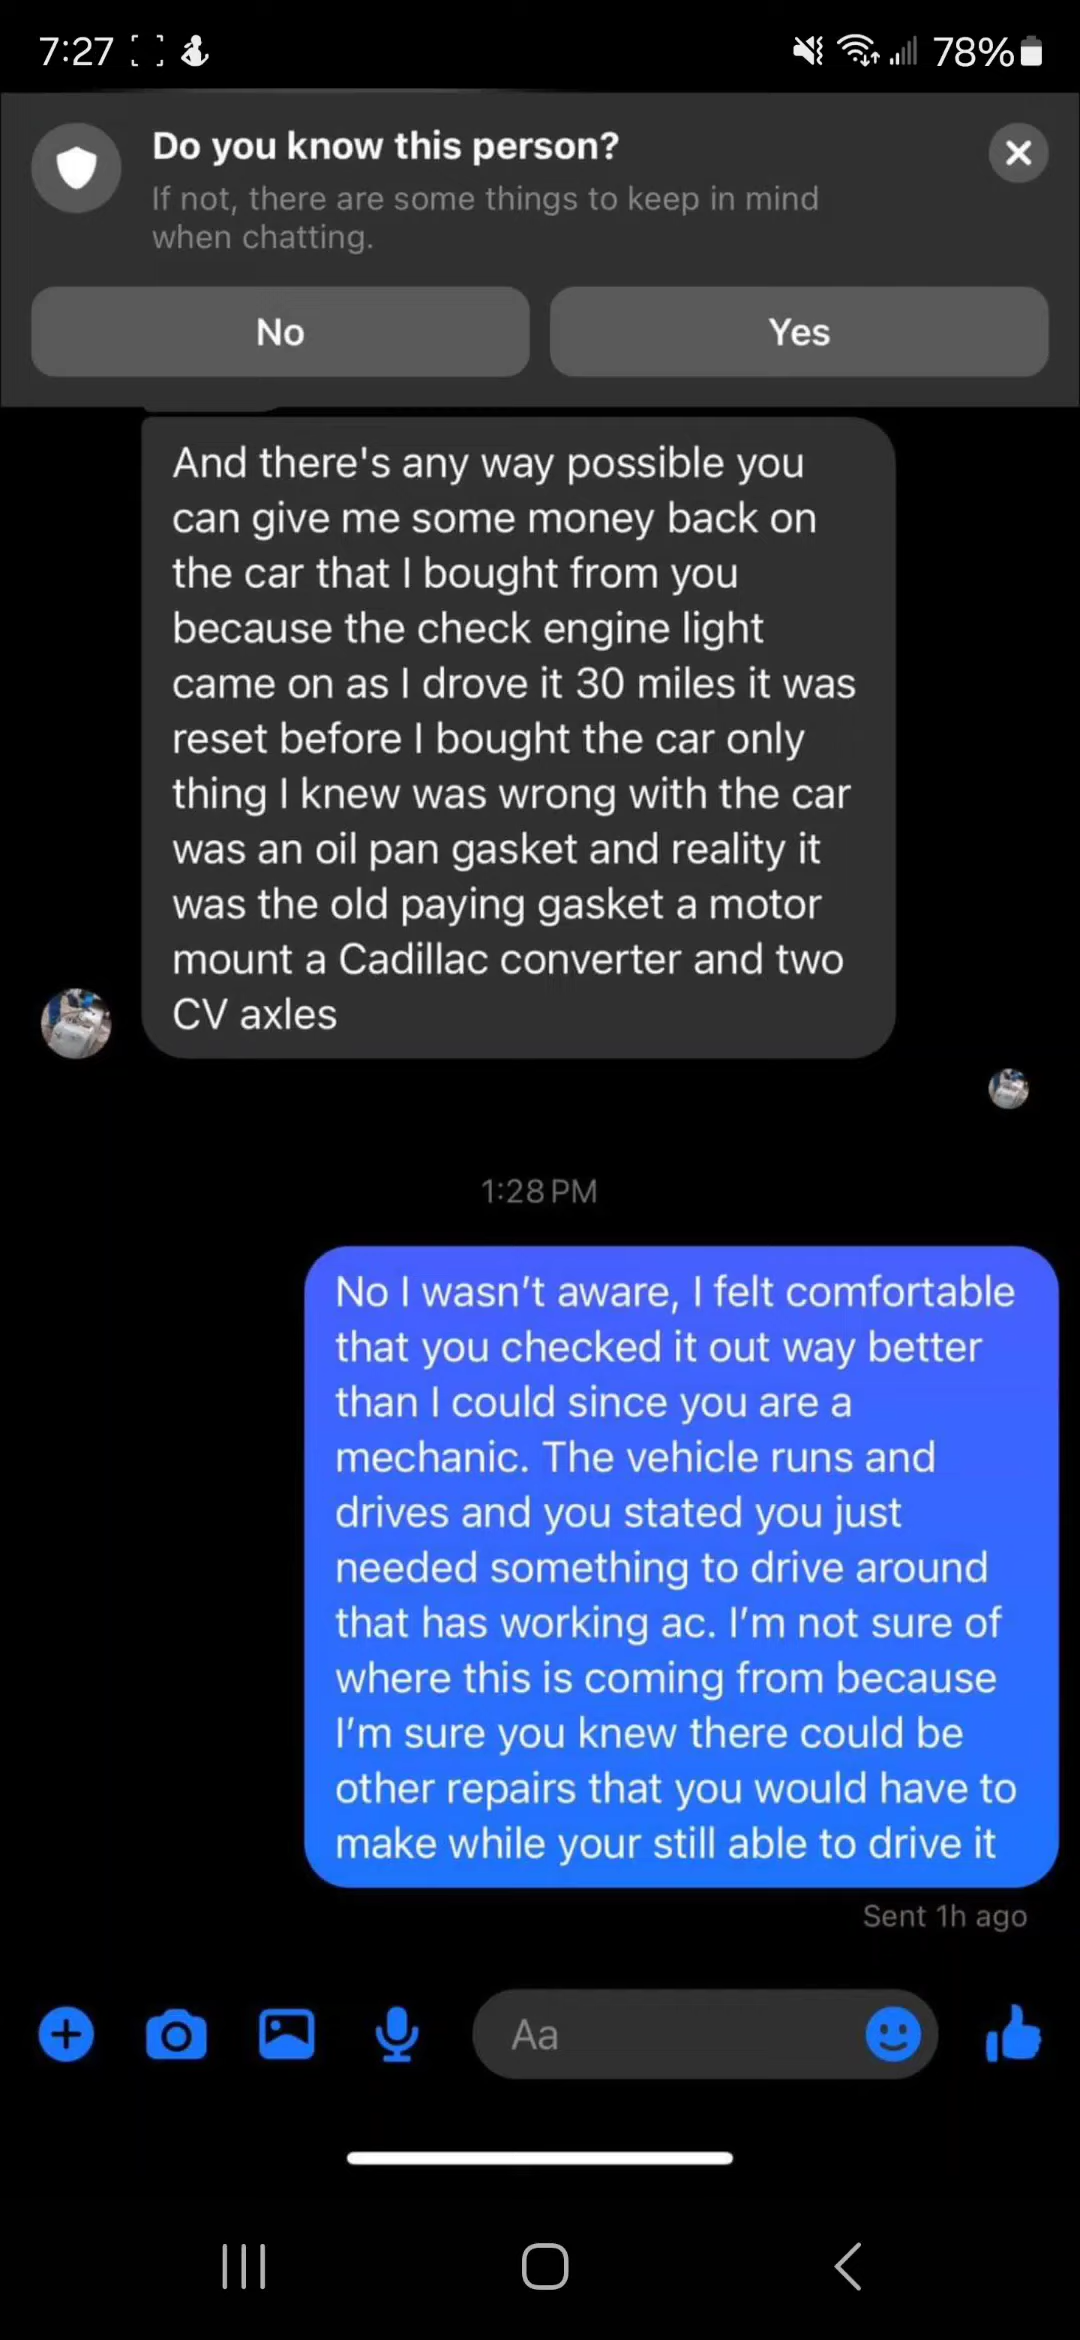 7:27
78%
Do you know this person?
If not, there are some things to keep in mind
when chatting.
No
Yes
And there's any way possible you
can give me some money back on
the car that I bought from you
because the check engine light
came on as I drove it 30 miles it was
reset before I bought the car only
thing I knew was wrong with the car
was an oil pan gasket and reality it
was the old paying gasket a motor
mount a Cadillac converter and two
CV axles
1:28 PM
No I wasn’t aware, I felt comfortable
that you checked it out way better
than I could since you are a
mechanic. The vehicle runs and
drives and you stated you just
needed something to drive around
that has working ac. I’m not sure of
where this is coming from because
I’m sure you knew there could be
other repairs that you would have to
make while your still able to drive it
Sent 1h ago
Aa